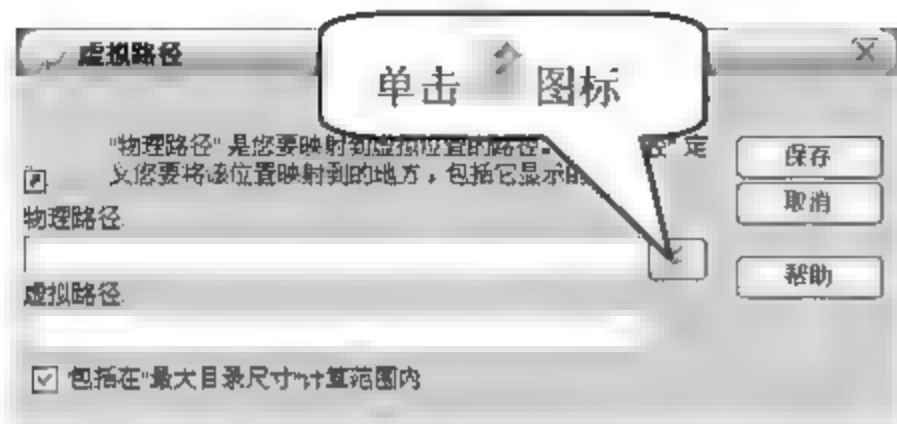 虚拟路径
单击 图标
"物理路径" 是您要映射到虚拟位置的路径。 定
义您要将该位置映射到的地方，包括它显示的
物理路径:
虚拟路径:
包括在"最大目录尺寸"计算范围内
保存
取消
帮助